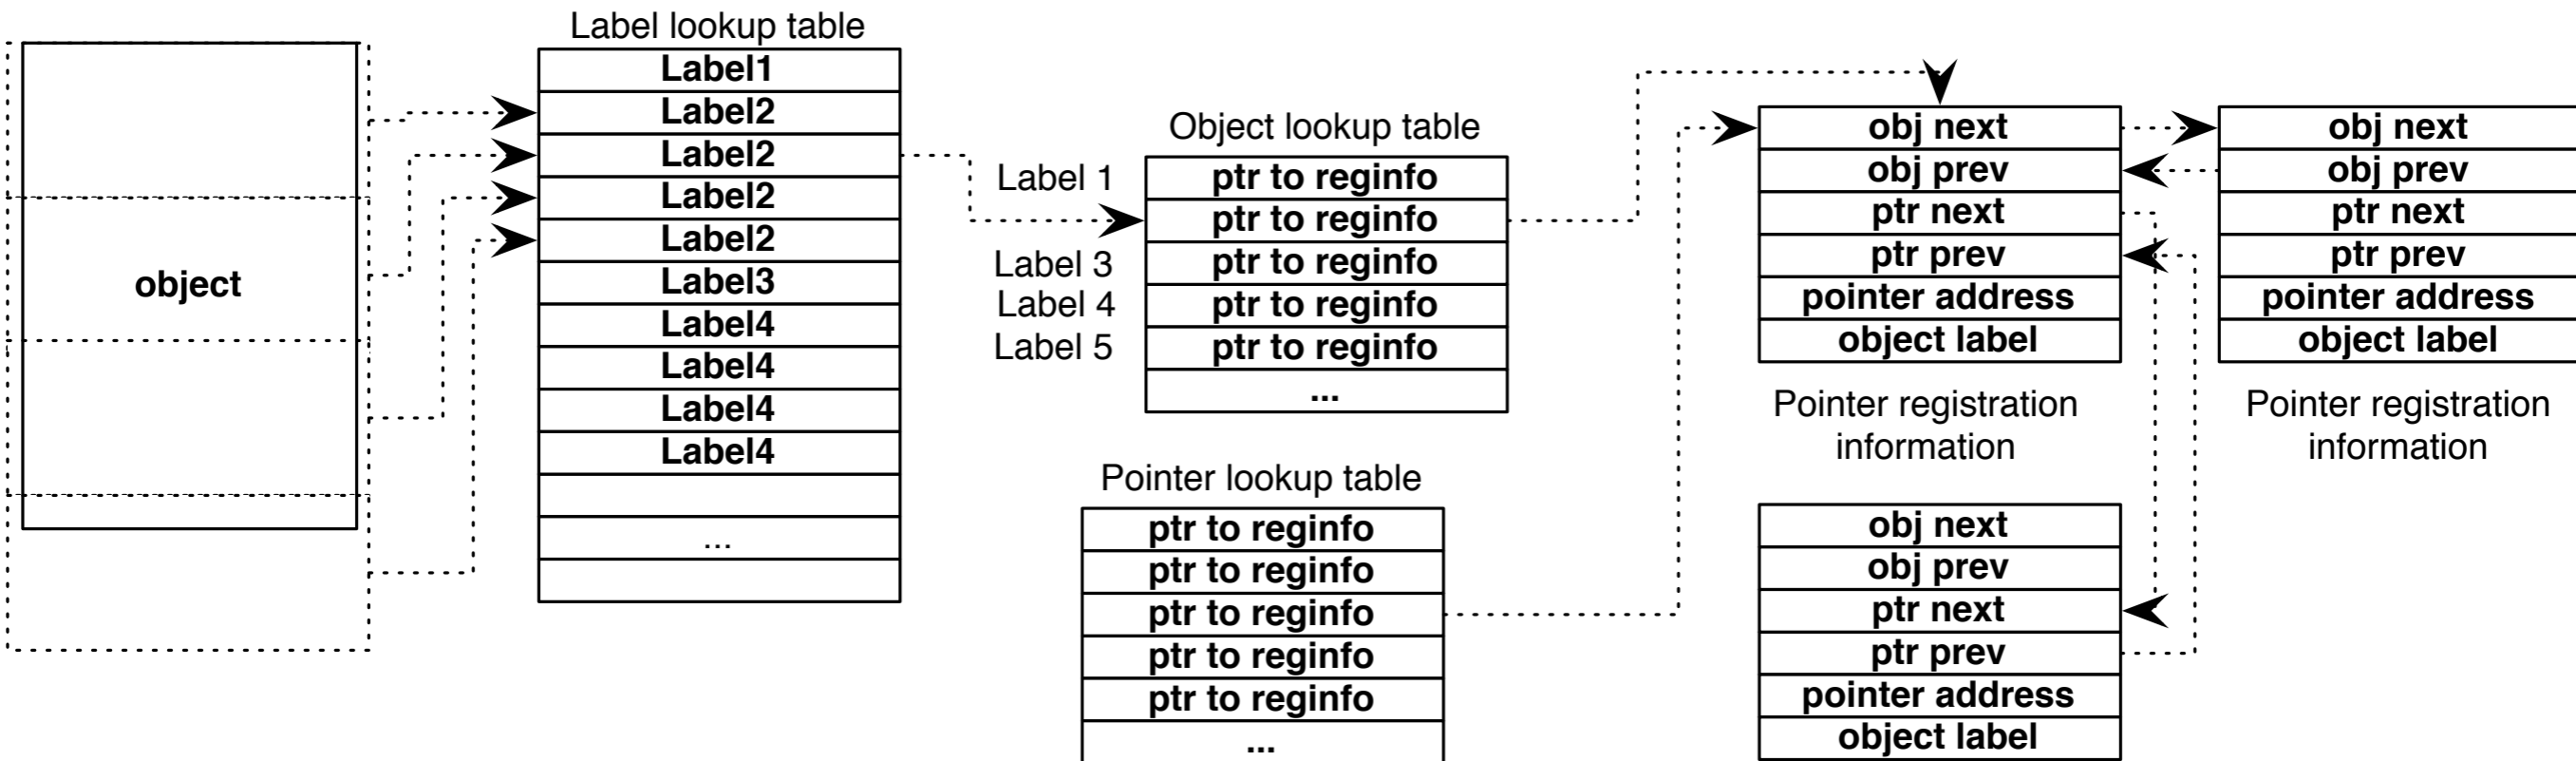 object
Label lookup table
Label1
Label2
Label2
Label2
Label2
Label3
Label4
Label4
Label4
Label4
...
Object lookup table
Label 1
ptr to reginfo
ptr to reginfo
Label 3
ptr to reginfo
Label 4
ptr to reginfo
Label 5
ptr to reginfo
...
Pointer lookup table
ptr to reginfo
ptr to reginfo
ptr to reginfo
ptr to reginfo
ptr to reginfo
...
obj next
obj prev
ptr next
ptr prev
pointer address
object label
Pointer registration
information
obj next
obj prev
ptr next
ptr prev
pointer address
object label
Pointer registration
information
obj next
obj prev
ptr next
ptr prev
pointer address
object label